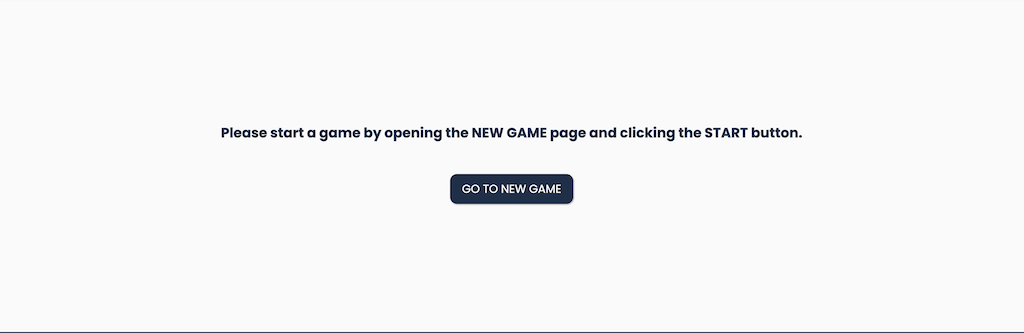 Please start a game by opening the NEW GAME page and clicking the START button.
GO TO NEW GAME